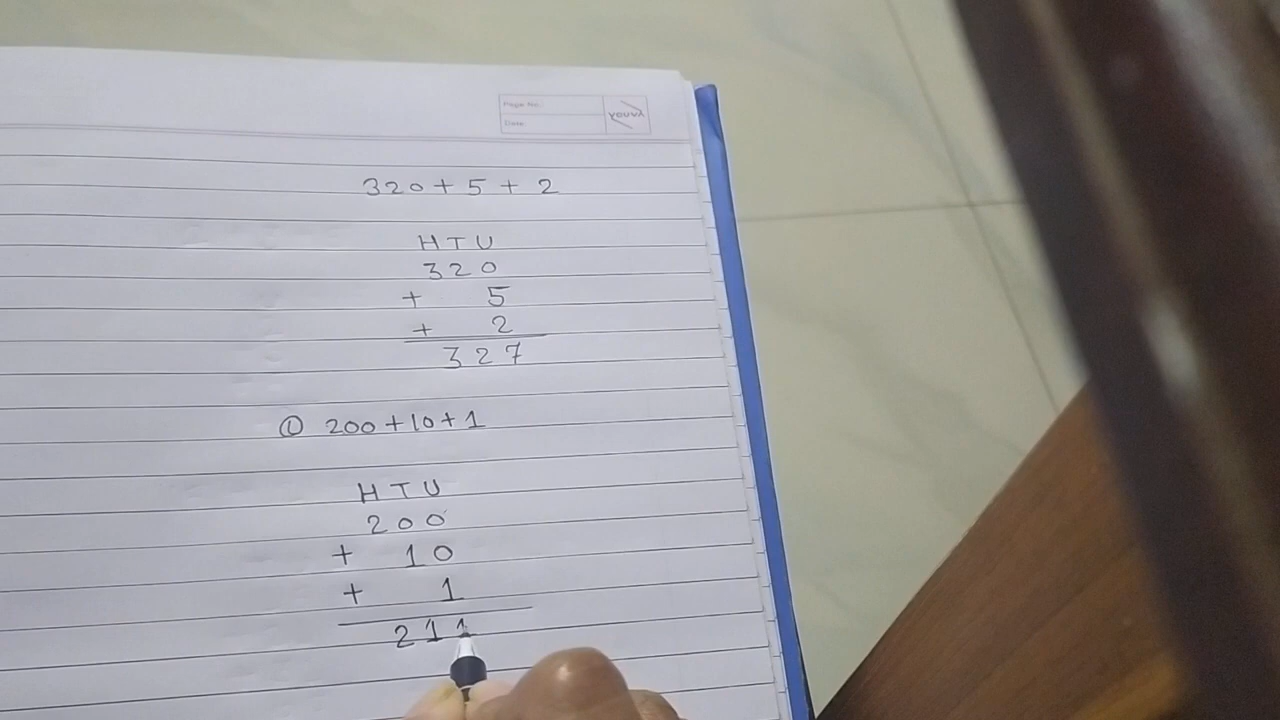 Page No.
Date:
YOUVA
320 + 5 + 2
H T U
3 2 0
+ 5
+ 2
3 2 7
① 200 + 10 + 1
H T U
2 0 0
+ 1 0
+ 1
2 1 1